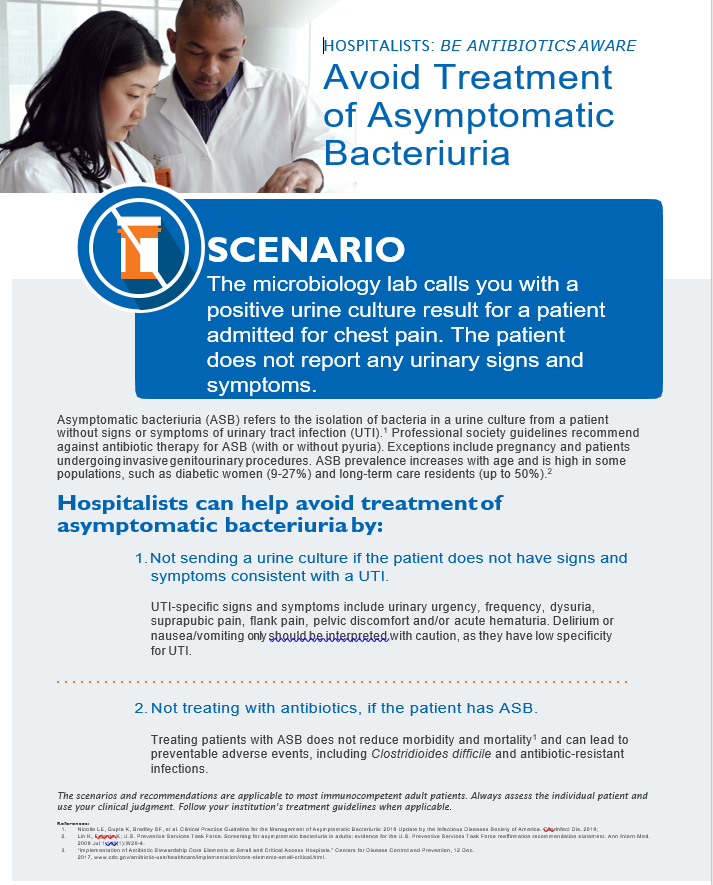 HOSPITALISTS: BE ANTIBIOTICS AWARE
Avoid Treatment
of Asymptomatic
Bacteriuria
SCENARIO
The microbiology lab calls you with a
positive urine culture result for a patient
admitted for chest pain. The patient
does not report any urinary signs and
symptoms.
Asymptomatic bacteriuria (ASB) refers to the isolation of bacteria in a urine culture from a patient
without signs or symptoms of urinary tract infection (UTI).1 Professional society guidelines recommend
against antibiotic therapy for ASB (with or without pyuria). Exceptions include pregnancy and patients
undergoing invasive genitourinary procedures. ASB prevalence increases with age and is high in some
populations, such as diabetic women (9-27%) and long-term care residents (up to 50%).2
Hospitalists can help avoid treatment of
asymptomatic bacteriuria by:
1. Not sending a urine culture if the patient does not have signs and
symptoms consistent with a UTI.
UTI-specific signs and symptoms include urinary urgency, frequency, dysuria,
suprapubic pain, flank pain, pelvic discomfort and/or acute hematuria. Delirium or
nausea/vomiting only should be interpreted with caution, as they have low specificity
for UTI.
2. Not treating with antibiotics, if the patient has ASB.
Treating patients with ASB does not reduce morbidity and mortality1 and can lead to
preventable adverse events, including Clostridioides difficile and antibiotic-resistant
infections.
The scenarios and recommendations are applicable to most immunocompetent adult patients. Always assess the individual patient and
use your clinical judgment. Follow your institution's treatment guidelines when applicable.
References:
1. Nicolle LE, Gupta K, Bradley SF, et al. Clinical Practice Guideline for the Management of Asymptomatic Bacteriuria: 2019 Update by the Infectious Diseases Society of America. Infect Dis. 2019;
2. Lin K, K; U.S. Preventive Services Task Force. Screening for asymptomatic bacteriuria in adults: evidence for the U.S. Preventive Services Task Force reaffirmation recommendation statement. Ann Intern Med.
2008 Jul W20-4.
3. "Implementation of Antibiotic Stewardship Core Elements at Small and Critical Access Hospitals." Centers for Disease Control and Prevention, 12 Dec.
2017, www.cdc.gov/antibiotic-use/healthcare/implementation/core-elements-small-critical.html.